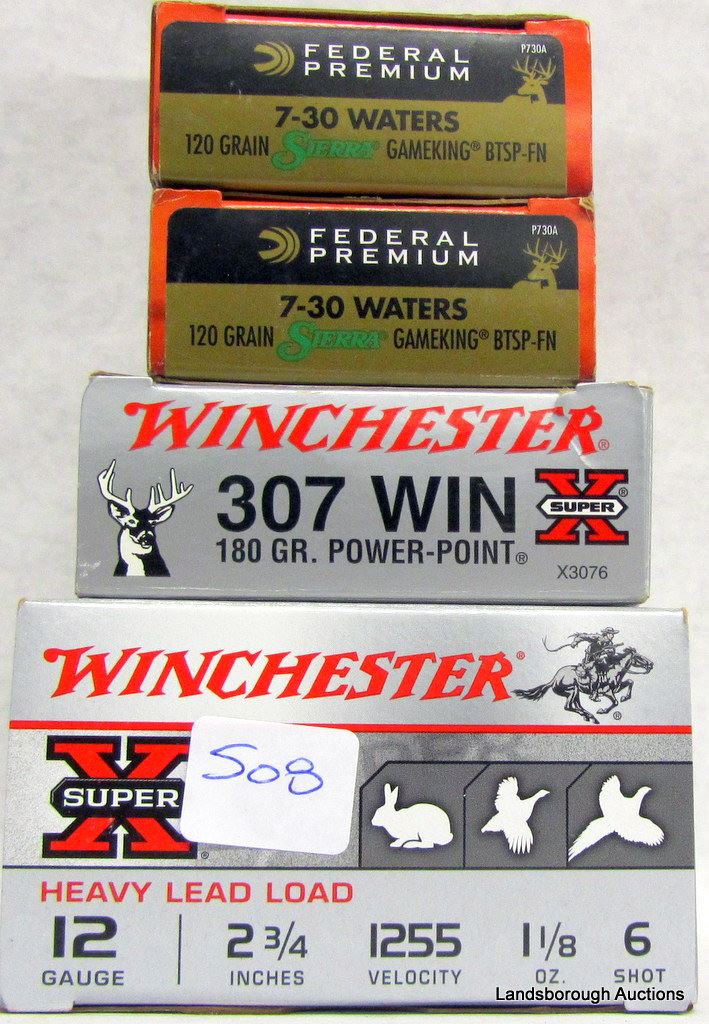 FEDERAL
PREMIUM
P730A
7-30 WATERS
120 GRAIN SIERRA® GAMEKING® BTSP-FN
FEDERAL
PREMIUM
P730A
7-30 WATERS
120 GRAIN SIERRA® GAMEKING® BTSP-FN
WINCHESTER®
307 WIN
180 GR. POWER-POINT®
X SUPER ®
X3076
WINCHESTER®
®
X SUPER ®
508
HEAVY LEAD LOAD
12 2 3/4 1255 1 1/8 6
GAUGE INCHES VELOCITY OZ. SHOT
Landsborough Auctions